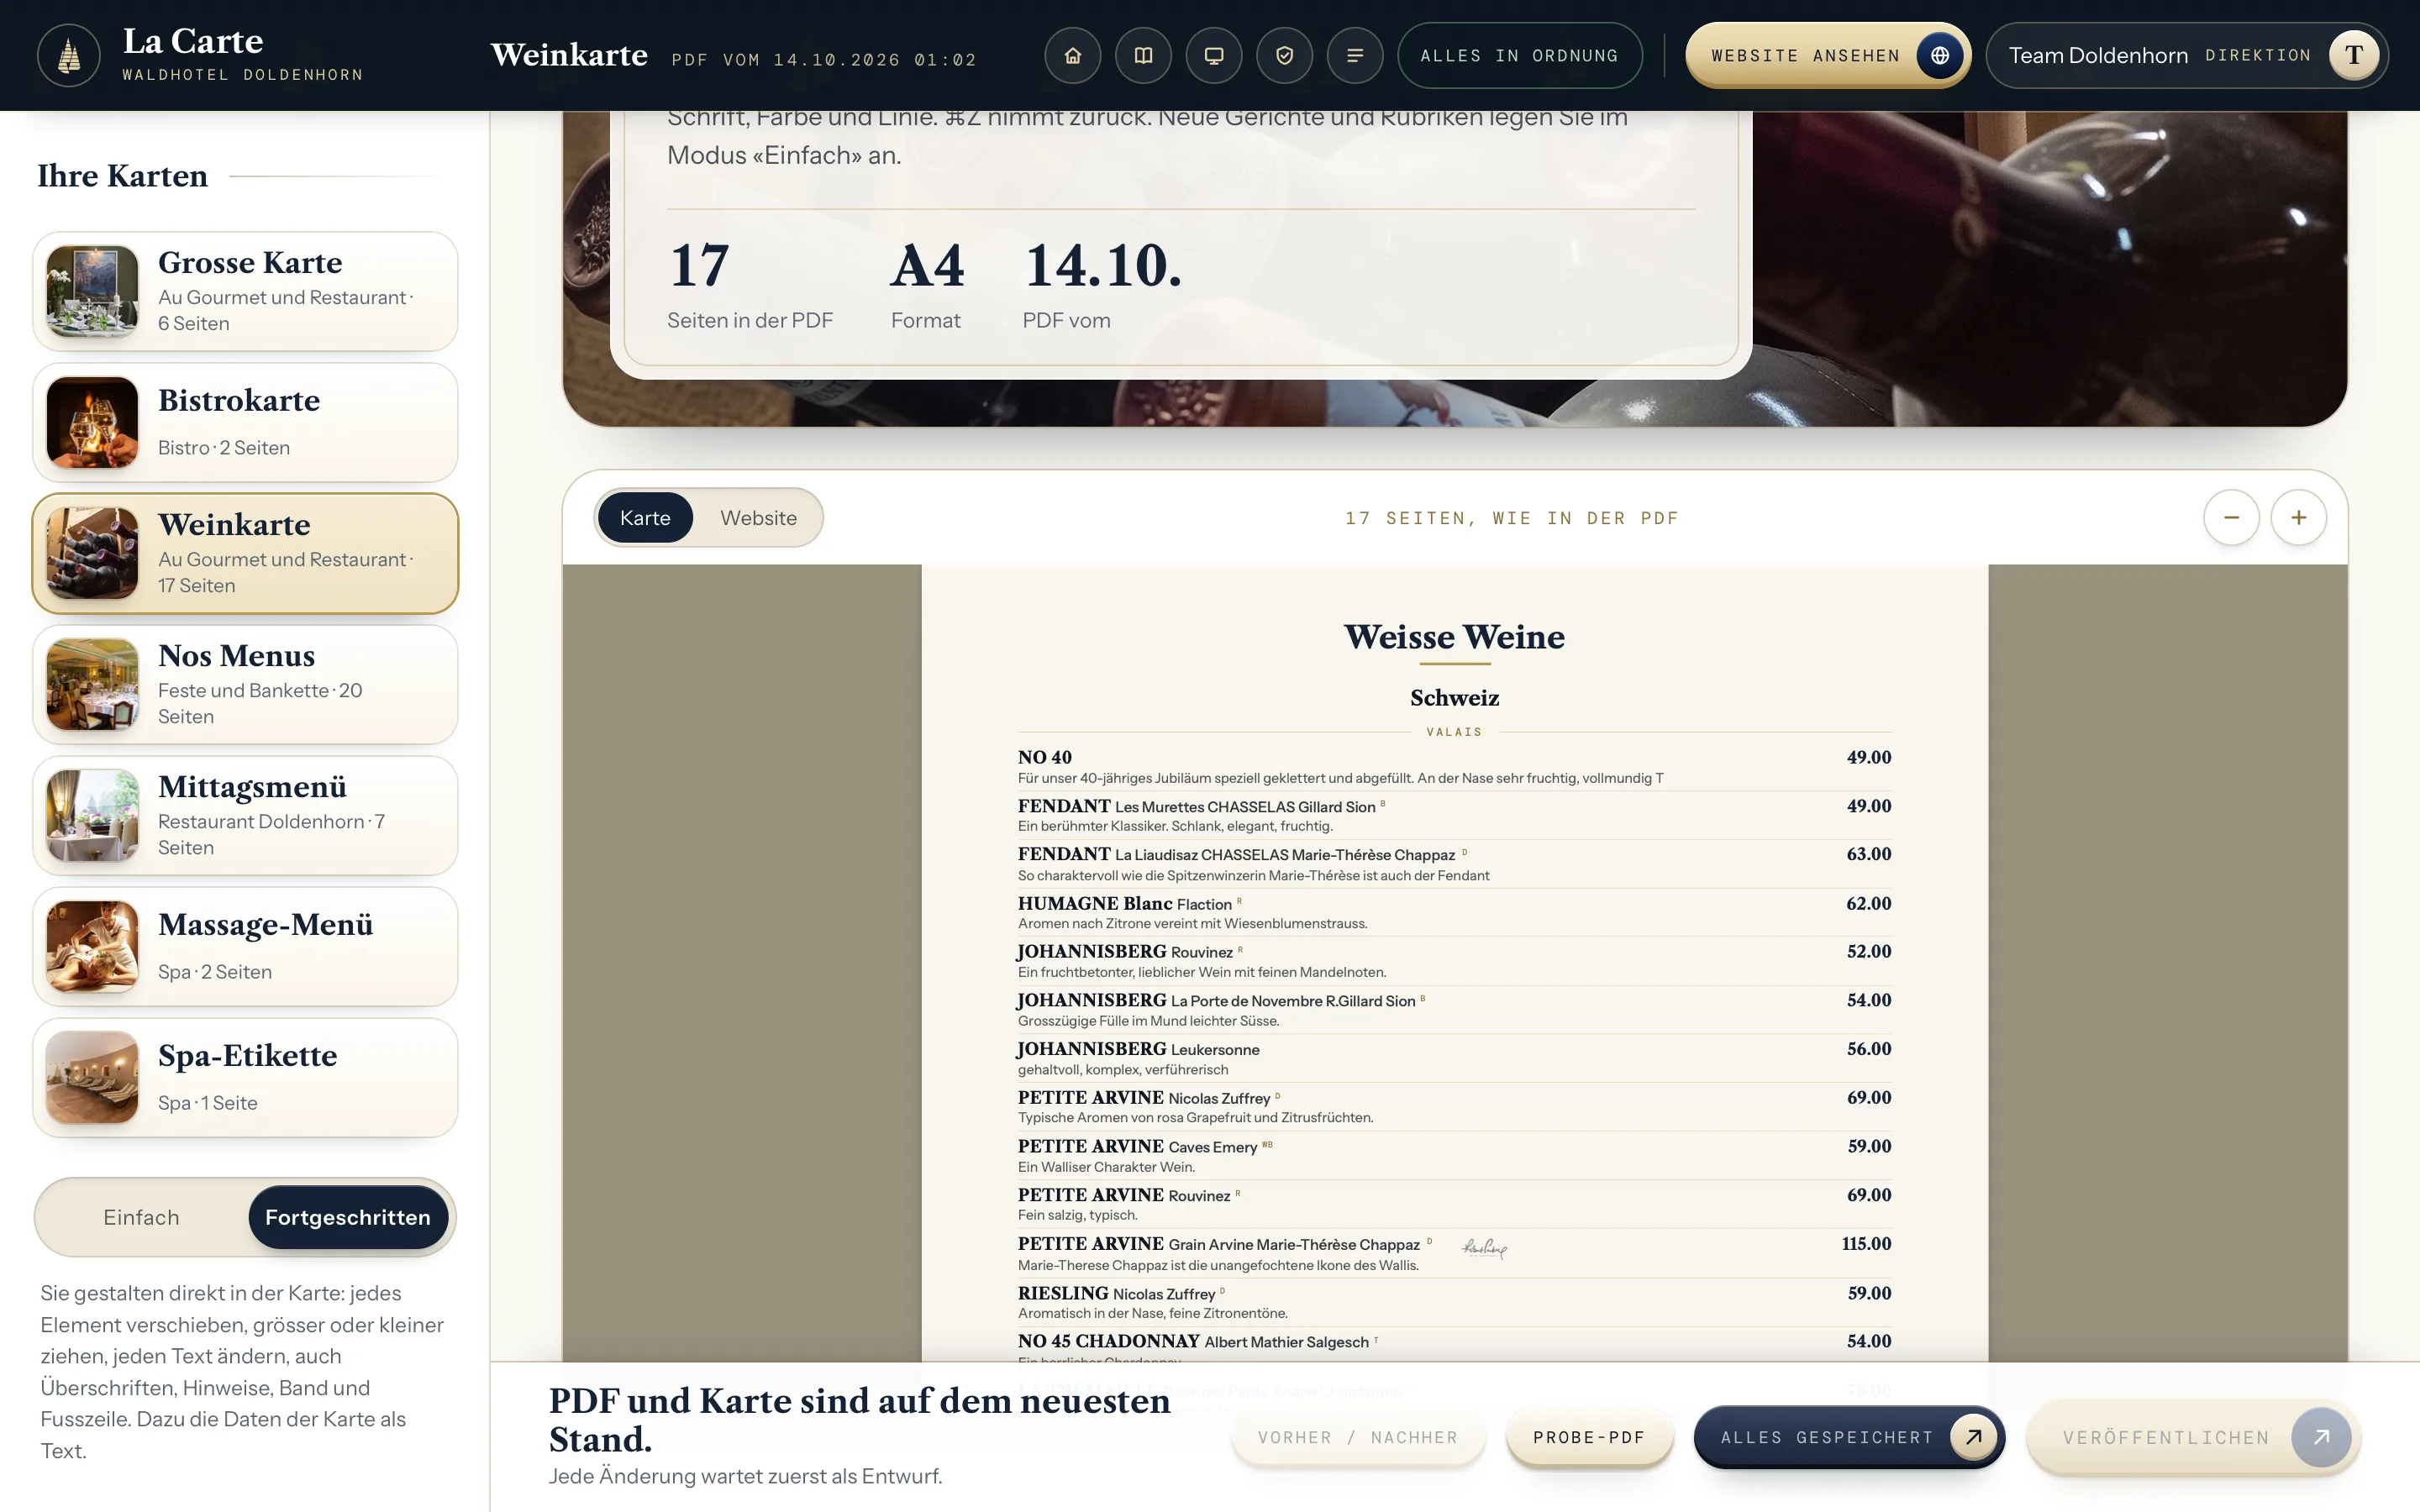 La Carte
WALDHOTEL DOLDENHORN
Weinkarte PDF VOM 14.10.2026 01:02
ALLES IN ORDNUNG
WEBSITE ANSEHEN
Team Doldenhorn DIREKTION T
Ihre Karten
Grosse Karte
Au Gourmet und Restaurant ·
6 Seiten
Bistrokarte
Bistro · 2 Seiten
Weinkarte
Au Gourmet und Restaurant ·
17 Seiten
Nos Menus
Feste und Bankette · 20
Seiten
Mittagsmenü
Restaurant Doldenhorn · 7
Seiten
Massage-Menü
Spa · 2 Seiten
Spa-Etikette
Spa · 1 Seite
Einfach Fortgeschritten
Sie gestalten direkt in der Karte: jedes
Element verschieben, grösser oder kleiner
ziehen, jeden Text ändern, auch
Überschriften, Hinweise, Band und
Fusszeile. Dazu die Daten der Karte als
Text.
Schrift, Farbe und Linie. ⌘Z nimmt zurück. Neue Gerichte und Rubriken legen Sie im
Modus «Einfach» an.
17 A4 14.10.
Seiten in der PDF Format PDF vom
Karte Website
17 SEITEN, WIE IN DER PDF
− +
Weisse Weine
Schweiz
VALAIS
NO 40 49.00
Für unser 40-jähriges Jubiläum speziell geklettert und abgefüllt. An der Nase sehr fruchtig, vollmundig T
FENDANT Les Murettes CHASSELAS Gillard Sion B 49.00
Ein berühmter Klassiker. Schlank, elegant, fruchtig.
FENDANT La Liaudisaz CHASSELAS Marie-Thérèse Chappaz D 63.00
So charaktervoll wie die Spitzenwinzerin Marie-Thérèse ist auch der Fendant
HUMAGNE Blanc Flaction R 62.00
Aromen nach Zitrone vereint mit Wiesenblumenstrauss.
JOHANNISBERG Rouvinez R 52.00
Ein fruchtbetonter, lieblicher Wein mit feinen Mandelnoten.
JOHANNISBERG La Porte de Novembre R.Gillard Sion B 54.00
Grosszügige Fülle im Mund leichter Süsse.
JOHANNISBERG Leukersonne 56.00
gehaltvoll, komplex, verführerisch
PETITE ARVINE Nicolas Zuffrey D 69.00
Typische Aromen von rosa Grapefruit und Zitrusfrüchten.
PETITE ARVINE Caves Emery WB 59.00
Ein Walliser Charakter Wein.
PETITE ARVINE Rouvinez R 69.00
Fein salzig, typisch.
PETITE ARVINE Grain Arvine Marie-Thérèse Chappaz D 115.00
Marie-Therese Chappaz ist die unangefochtene Ikone des Wallis.
RIESLING Nicolas Zuffrey D 59.00
Aromatisch in der Nase, feine Zitronentöne.
NO 45 CHADONNAY Albert Mathier Salgesch T 54.00
Ein herrlicher Chardonnay
PDF und Karte sind auf dem neuesten
Stand.
Jede Änderung wartet zuerst als Entwurf.
VORHER / NACHHER
PROBE-PDF
ALLES GESPEICHERT
VERÖFFENTLICHEN